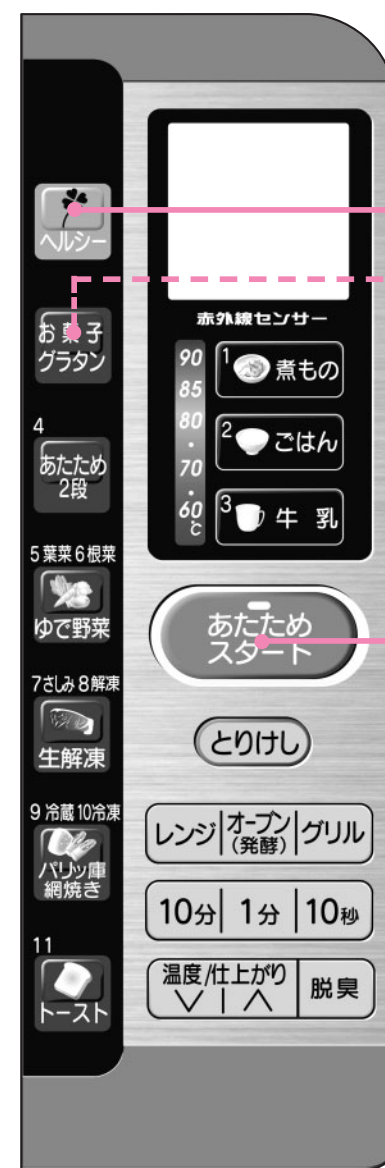 ヘルシー
お菓子
グラタン
4
あたため
2段
5葉菜6根菜
ゆで野菜
7さしみ8解凍
生解凍
9冷蔵10冷凍
パリッ庫
網焼き
11
トースト
赤外線センサー
90
85
80
・
70
・
60
℃
1 煮もの
2 ごはん
3 牛乳
あたため
スタート
とりけし
レンジ オーブン(発酵) グリル
10分 1分 10秒
温度/仕上がり 脱臭